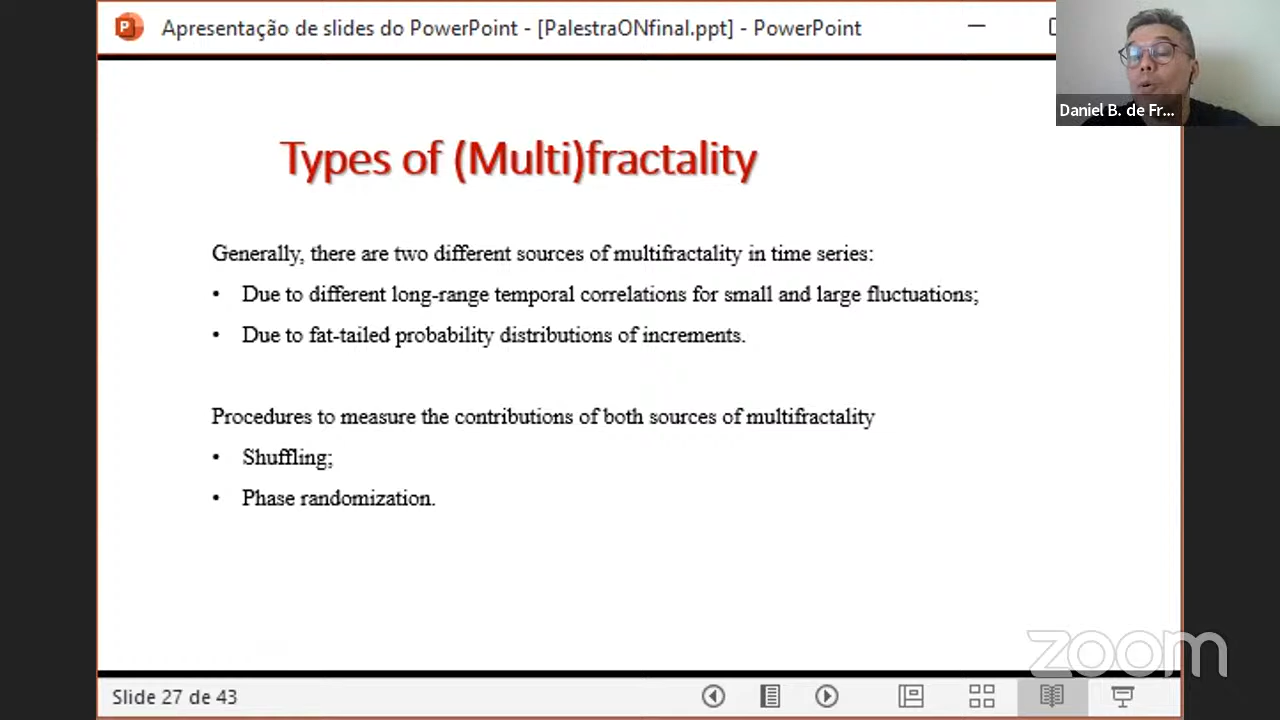 Apresentação de slides do PowerPoint - [PalestraONfinal.ppt] - PowerPoint
Daniel B. de Fr...
Types of (Multi)fractality
Generally, there are two different sources of multifractality in time series:
• Due to different long-range temporal correlations for small and large fluctuations;
• Due to fat-tailed probability distributions of increments.
Procedures to measure the contributions of both sources of multifractality
• Shuffling;
• Phase randomization.
zoom
Slide 27 de 43